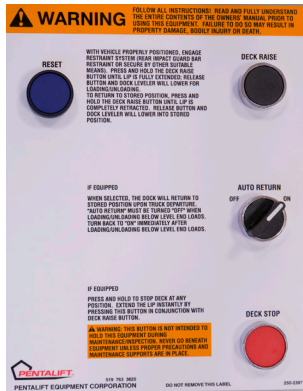 WARNING
FOLLOW ALL INSTRUCTIONS! READ AND FULLY UNDERSTAND
THE ENTIRE CONTENTS OF THE OWNERS' MANUAL PRIOR TO
USING THIS EQUIPMENT. FAILURE TO DO SO MAY RESULT IN
PROPERTY DAMAGE, BODILY INJURY OR DEATH.
RESET
WITH VEHICLE PROPERLY POSITIONED, ENGAGE
RESTRAINT SYSTEM (REAR IMPACT GUARD BAR
RESTRAINT OR SECURE BY OTHER SUITABLE
MEANS). PRESS AND HOLD THE DECK RAISE
BUTTON UNTIL LIP IS FULLY EXTENDED; RELEASE
BUTTON AND DOCK LEVELER WILL LOWER FOR
LOADING/UNLOADING.
TO RETURN TO STORED POSITION, PRESS AND
HOLD THE DECK RAISE BUTTON UNTIL LIP IS
COMPLETELY RETRACTED. RELEASE BUTTON AND
DOCK LEVELER WILL LOWER INTO STORED
POSITION.
DECK RAISE
IF EQUIPPED
WHEN SELECTED, THE DOCK WILL RETURN TO
STORED POSITION UPON TRUCK DEPARTURE.
"AUTO RETURN" MUST BE TURNED "OFF" WHEN
LOADING/UNLOADING BELOW LEVEL END LOADS.
TURN BACK TO "ON" IMMEDIATELY AFTER
LOADING/UNLOADING BELOW LEVEL END LOADS.
AUTO RETURN
OFF ON
IF EQUIPPED
PRESS AND HOLD TO STOP DECK AT ANY
POSITION. EXTEND THE LIP INSTANTLY BY
PRESSING THIS BUTTON IN CONJUNCTION WITH
DECK RAISE BUTTON.
WARNING: THIS BUTTON IS NOT INTENDED TO
HOLD THIS EQUIPMENT DURING
MAINTENANCE/INSPECTION. NEVER GO BENEATH
EQUIPMENT UNLESS PROPER PRECAUTIONS AND
MAINTENANCE SUPPORTS ARE IN PLACE.
DECK STOP
PENTALIFT
519 763 3625
PENTALIFT EQUIPMENT CORPORATION
DO NOT REMOVE THIS LABEL